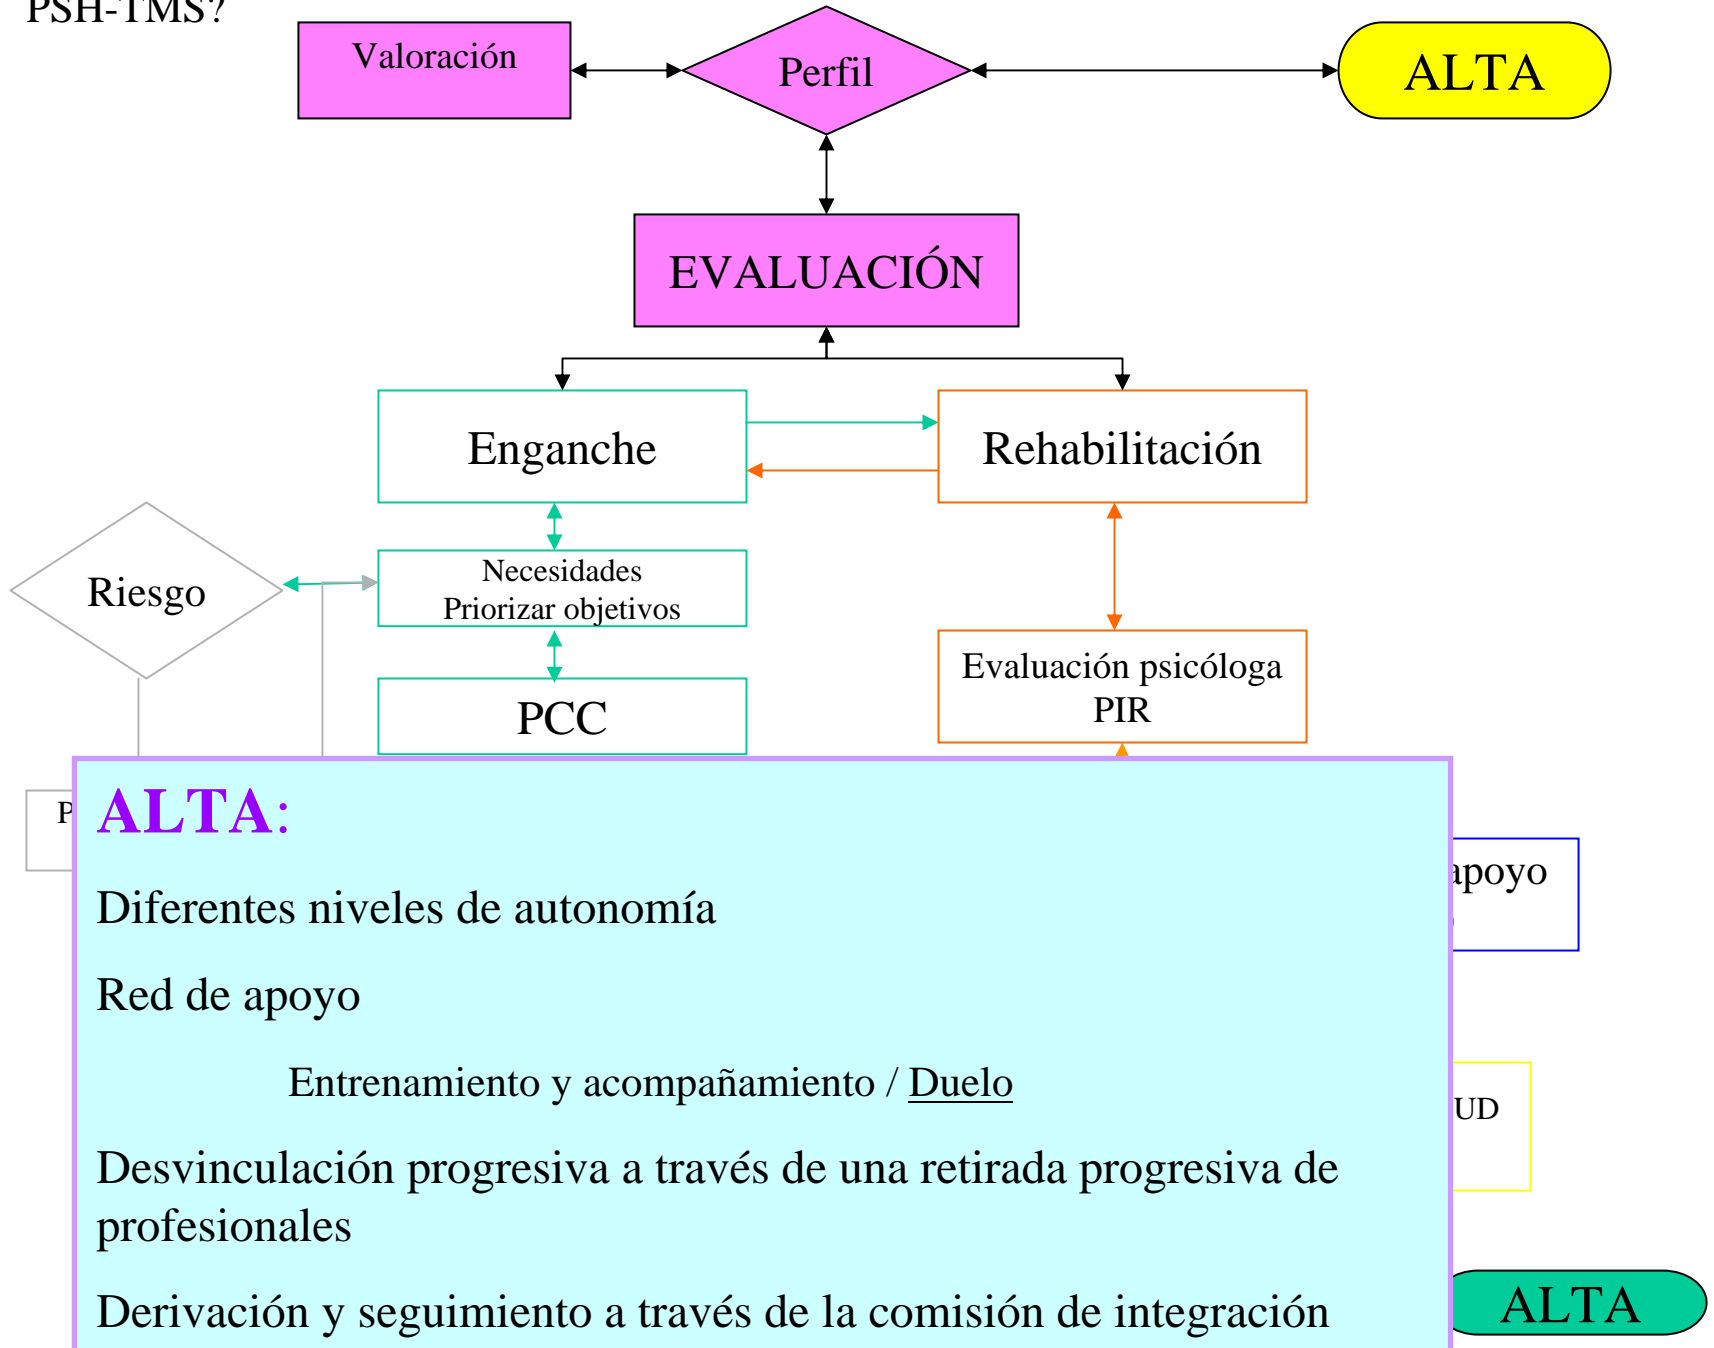 PSH-TMS?
Valoración
Perfil
ALTA
EVALUACIÓN
Enganche
Rehabilitación
Riesgo
Necesidades
Priorizar objetivos
PCC
Evaluación psicóloga
PIR
P
ALTA:
Diferentes niveles de autonomía
Red de apoyo
Entrenamiento y acompañamiento / Duelo
Desvinculación progresiva a través de una retirada progresiva de
profesionales
Derivación y seguimiento a través de la comisión de integración
apoyo
UD
ALTA